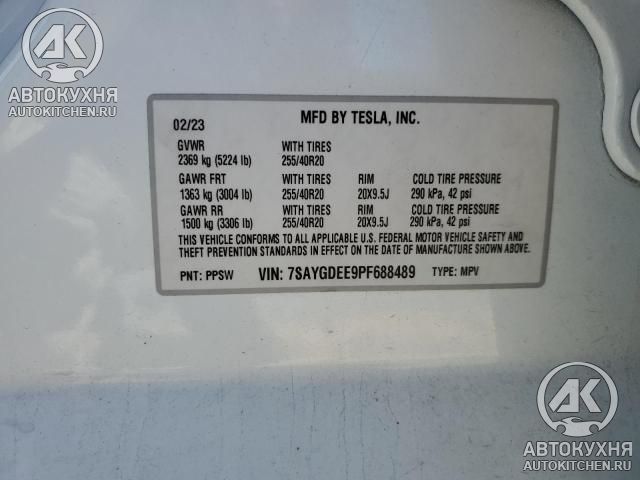 АВТОКУХНЯ
AUTOKITCHEN.RU
MFD BY TESLA, INC.
02/23
GVWR WITH TIRES
2369 kg (5224 lb) 255/40R20
GAWR FRT WITH TIRES RIM COLD TIRE PRESSURE
1363 kg (3004 lb) 255/40R20 20X9.5J 290 kPa, 42 psi
GAWR RR WITH TIRES RIM COLD TIRE PRESSURE
1500 kg (3306 lb) 255/40R20 20X9.5J 290 kPa, 42 psi
THIS VEHICLE CONFORMS TO ALL APPLICABLE U.S. FEDERAL MOTOR VEHICLE SAFETY AND
THEFT PREVENTION STANDARDS IN EFFECT ON THE DATE OF MANUFACTURE SHOWN ABOVE.
PNT: PPSW VIN: 7SAYGDEE9PF688489 TYPE: MPV
АК
АВТОКУХНЯ
AUTOKITCHEN.RU